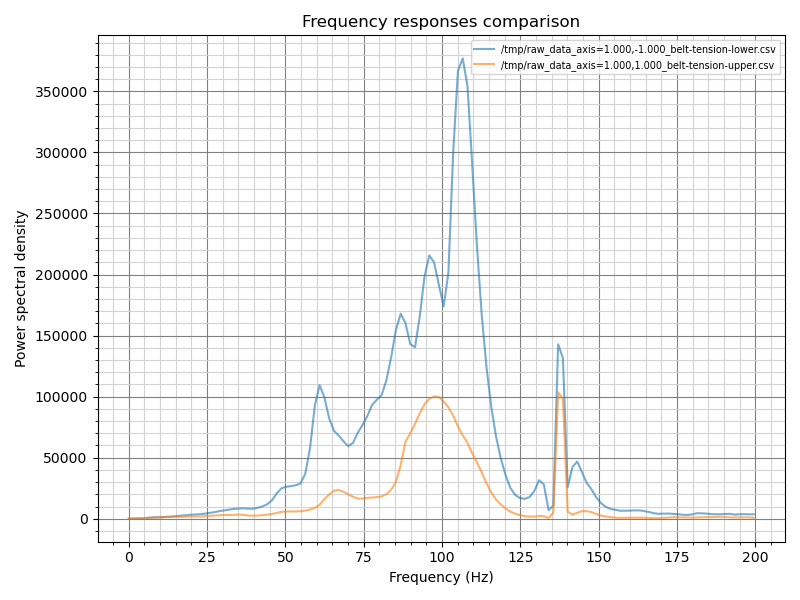 Frequency responses comparison
/tmp/raw_data_axis=1.000,-1.000_belt-tension-lower.csv
/tmp/raw_data_axis=1.000,1.000_belt-tension-upper.csv
Power spectral density
350000
300000
250000
200000
150000
100000
50000
0
0 25 50 75 100 125 150 175 200
Frequency (Hz)